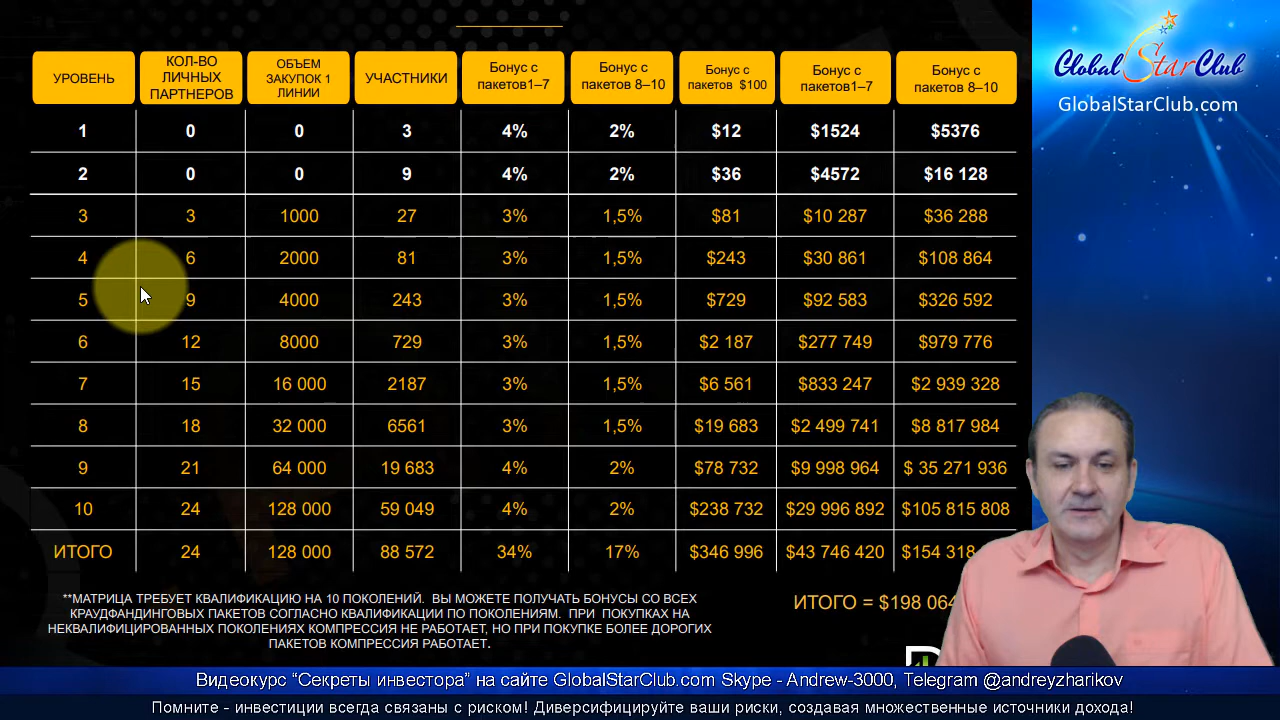 УРОВЕНЬ КОЛ-ВО ЛИЧНЫХ ПАРТНЕРОВ ОБЪЕМ ЗАКУПОК 1 ЛИНИИ УЧАСТНИКИ Бонус с пакетов1–7 Бонус с пакетов 8–10 Бонус с пакетов $100 Бонус с пакетов1–7 Бонус с пакетов 8–10
1 0 0 3 4% 2% $12 $1524 $5376
2 0 0 9 4% 2% $36 $4572 $16 128
3 3 1000 27 3% 1,5% $81 $10 287 $36 288
4 6 2000 81 3% 1,5% $243 $30 861 $108 864
5 9 4000 243 3% 1,5% $729 $92 583 $326 592
6 12 8000 729 3% 1,5% $2 187 $277 749 $979 776
7 15 16 000 2187 3% 1,5% $6 561 $833 247 $2 939 328
8 18 32 000 6561 3% 1,5% $19 683 $2 499 741 $8 817 984
9 21 64 000 19 683 4% 2% $78 732 $9 998 964 $ 35 271 936
10 24 128 000 59 049 4% 2% $238 732 $29 996 892 $105 815 808
ИТОГО 24 128 000 88 572 34% 17% $346 996 $43 746 420 $154 318
**МАТРИЦА ТРЕБУЕТ КВАЛИФИКАЦИЮ НА 10 ПОКОЛЕНИЙ. ВЫ МОЖЕТЕ ПОЛУЧАТЬ БОНУСЫ СО ВСЕХ
КРАУДФАНДИНГОВЫХ ПАКЕТОВ СОГЛАСНО КВАЛИФИКАЦИИ ПО ПОКОЛЕНИЯМ. ПРИ ПОКУПКАХ НА
НЕКВАЛИФИЦИРОВАННЫХ ПОКОЛЕНИЯХ КОМПРЕССИЯ НЕ РАБОТАЕТ, НО ПРИ ПОКУПКЕ БОЛЕЕ ДОРОГИХ
ПАКЕТОВ КОМПРЕССИЯ РАБОТАЕТ.
ИТОГО = $198 064
Global Star Club
GlobalStarClub.com
Видеокурс “Секреты инвестора” на сайте GlobalStarClub.com Skype - Andrew-3000, Telegram @andreyzharikov
Помните - инвестиции всегда связаны с риском! Диверсифицируйте ваши риски, создавая множественные источники дохода!